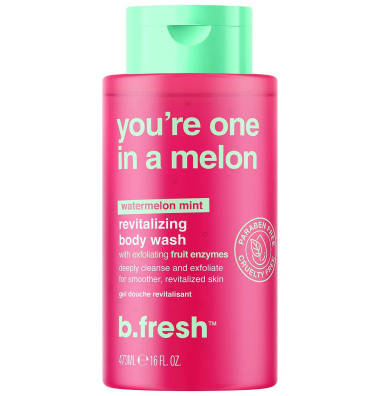 you're one
in a melon
watermelon mint
revitalizing
body wash
with exfoliating fruit enzymes
deeply cleanse and exfoliate
for smoother, revitalized skin
gel douche revitalisant
PARABEN FREE
CRUELTY FREE
b.fresh™
473ML ℮ 16 FL. OZ.